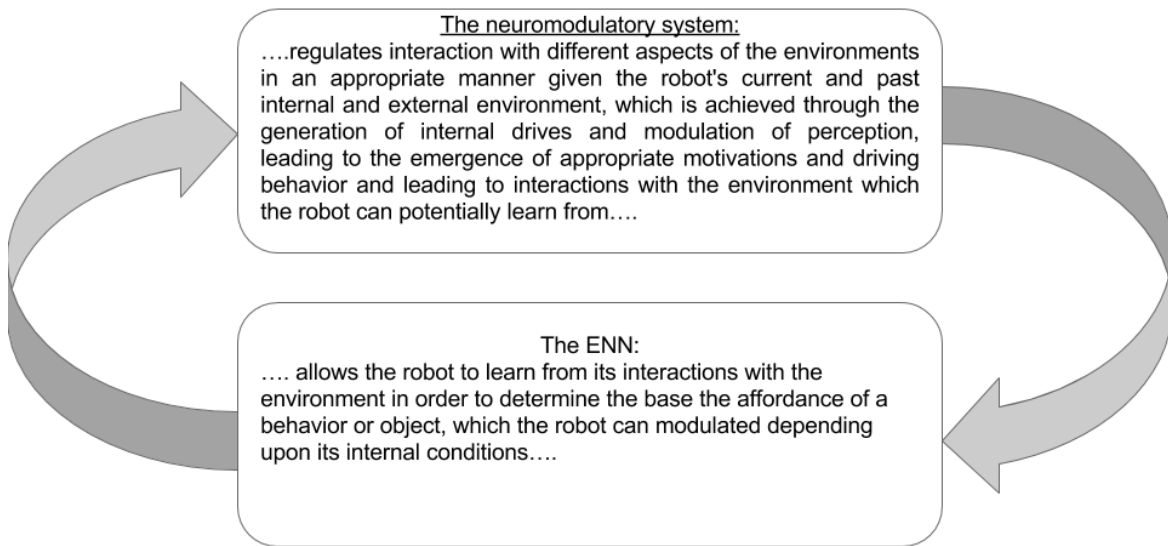 The neuromodulatory system:
….regulates interaction with different aspects of the environments
in an appropriate manner given the robot's current and past
internal and external environment, which is achieved through the
generation of internal drives and modulation of perception,
leading to the emergence of appropriate motivations and driving
behavior and leading to interactions with the environment which
the robot can potentially learn from….
The ENN:
…. allows the robot to learn from its interactions with the
environment in order to determine the base the affordance of a
behavior or object, which the robot can modulated depending
upon its internal conditions….